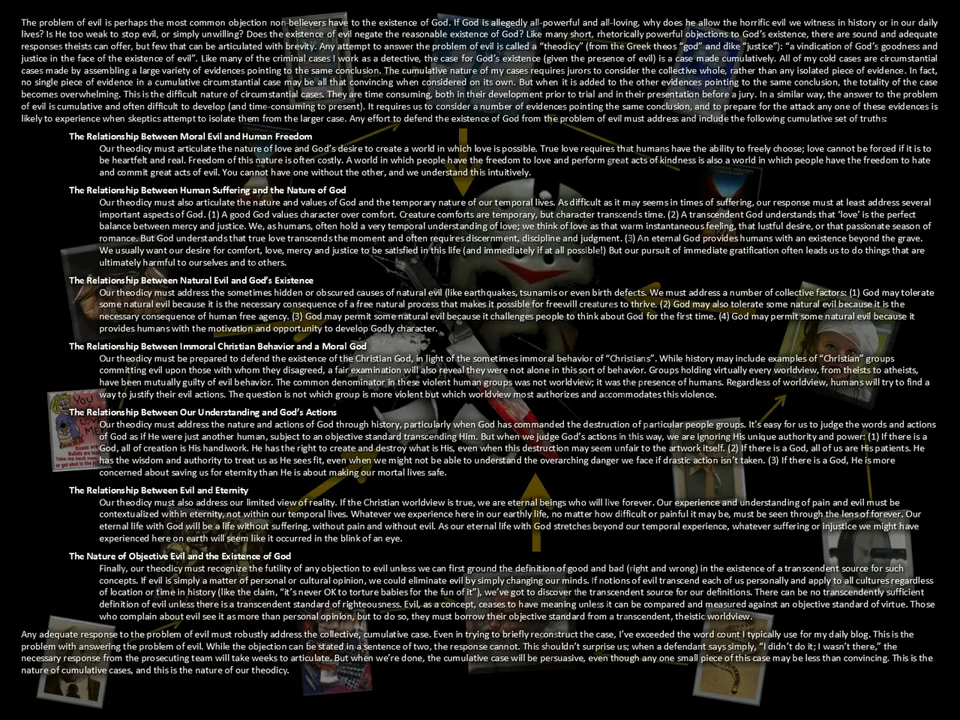 The problem of evil is perhaps the most common objection non-believers have to the existence of God. If God is allegedly all-powerful and all-loving, why does he allow the horrific evil we witness in history or in our daily
lives? Is He too weak to stop evil, or simply unwilling? Does the existence of evil negate the reasonable existence of God? Like many short, rhetorically powerful objections to God's existence, there are sound and adequate
responses theists can offer, but few that can be articulated with brevity. Any attempt to answer the problem of evil is called a "theodicy" (from the Greek theos "god" and dike "justice"): "a vindication of God's goodness and
justice in the face of the existence of evil". Like many of the criminal cases I work as a detective, the case for God's existence (given the presence of evil) is a case made cumulatively. All of my cold cases are circumstantial
cases made by assembling a large variety of evidences pointing to the same conclusion. The cumulative nature of my cases requires jurors to consider the collective whole, rather than any isolated piece of evidence. In fact,
no single piece of evidence in a cumulative circumstantial case may be all that convincing when considered on its own. But when it is added to the other evidences pointing to the same conclusion, the totality of the case
becomes overwhelming. This is the difficult nature of circumstantial cases. They are time consuming, both in their development prior to trial and in their presentation before a jury. In a similar way, the answer to the problem
of evil is cumulative and often difficult to develop (and time-consuming to present). It requires us to consider a number of evidences pointing the same conclusion, and to prepare for the attack any one of these evidences is
likely to experience when skeptics attempt to isolate them from the larger case. Any effort to defend the existence of God from the problem of evil must address and include the following cumulative set of truths:
The Relationship Between Moral Evil and Human Freedom
Our theodicy must articulate the nature of love and God's desire to create a world in which love is possible. True love requires that humans have the ability to freely choose; love cannot be forced if it is to
be heartfelt and real. Freedom of this nature is often costly. A world in which people have the freedom to love and perform great acts of kindness is also a world in which people have the freedom to hate
and commit great acts of evil. You cannot have one without the other, and we understand this intuitively.
The Relationship Between Human Suffering and the Nature of God
Our theodicy must also articulate the nature and values of God and the temporary nature of our temporal lives. As difficult as it may seems in times of suffering, our response must at least address several
important aspects of God. (1) A good God values character over comfort. Creature comforts are temporary, but character transcends time. (2) A transcendent God understands that 'love' is the perfect
balance between mercy and justice. We, as humans, often hold a very temporal understanding of love; we think of love as that warm instantaneous feeling, that lustful desire, or that passionate season of
romance. But God understands that true love transcends the moment and often requires discernment, discipline and judgment. (3) An eternal God provides humans with an existence beyond the grave.
We usually want our desire for comfort, love, mercy and justice to be satisfied in this life (and immediately if at all possible!) But our pursuit of immediate gratification often leads us to do things that are
ultimately harmful to ourselves and to others.
The Relationship Between Natural Evil and God's Existence
Our theodicy must address the sometimes hidden or obscured causes of natural evil (like earthquakes, tsunamis or even birth defects. We must address a number of collective factors: (1) God may tolerate
some natural evil because it is the necessary consequence of a free natural process that makes it possible for freewill creatures to thrive. (2) God may also tolerate some natural evil because it is the
necessary consequence of human free agency. (3) God may permit some natural evil because it challenges people to think about God for the first time. (4) God may permit some natural evil because it
provides humans with the motivation and opportunity to develop Godly character.
The Relationship Between Immoral Christian Behavior and a Moral God
Our theodicy must be prepared to defend the existence of the Christian God, in light of the sometimes immoral behavior of "Christians". While history may include examples of "Christian" groups
committing evil upon those with whom they disagreed, a fair examination will also reveal they were not alone in this sort of behavior. Groups holding virtually every worldview, from theists to atheists,
have been mutually guilty of evil behavior. The common denominator in these violent human groups was not worldview; it was the presence of humans. Regardless of worldview, humans will try to find a
way to justify their evil actions. The question is not which group is more violent but which worldview most authorizes and accommodates this violence.
The Relationship Between Our Understanding and God's Actions
Our theodicy must address the nature and actions of God through history, particularly when God has commanded the destruction of particular people groups. It's easy for us to judge the words and actions
of God as if He were just another human, subject to an objective standard transcending Him. But when we judge God's actions in this way, we are ignoring His unique authority and power: (1) If there is a
God, all of creation is His handiwork. He has the right to create and destroy what is His, even when this destruction may seem unfair to the artwork itself. (2) If there is a God, all of us are His patients. He
has the wisdom and authority to treat us as He sees fit, even when we might not be able to understand the overarching danger we face if drastic action isn't taken. (3) If there is a God, He is more
concerned about saving us for eternity than He is about making our mortal lives safe.
The Relationship Between Evil and Eternity
Our theodicy must also address our limited view of reality. If the Christian worldview is true, we are eternal beings who will live forever. Our experience and understanding of pain and evil must be
contextualized within eternity, not within our temporal lives. Whatever we experience here in our earthly life, no matter how difficult or painful it may be, must be seen through the lens of forever. Our
eternal life with God will be a life without suffering, without pain and without evil. As our eternal life with God stretches beyond our temporal experience, whatever suffering or injustice we might have
experienced here on earth will seem like it occurred in the blink of an eye.
The Nature of Objective Evil and the Existence of God
Finally, our theodicy must recognize the futility of any objection to evil unless we can first ground the definition of good and bad (right and wrong) in the existence of a transcendent source for such
concepts. If evil is simply a matter of personal or cultural opinion, we could eliminate evil by simply changing our minds. If notions of evil transcend each of us personally and apply to all cultures regardless
of location or time in history (like the claim, "it's never OK to torture babies for the fun of it"), we've got to discover the transcendent source for our definitions. There can be no transcendently sufficient
definition of evil unless there is a transcendent standard of righteousness. Evil, as a concept, ceases to have meaning unless it can be compared and measured against an objective standard of virtue. Those
who complain about evil see it as more than personal opinion, but to do so, they must borrow their objective standard from a transcendent, theistic worldview.
Any adequate response to the problem of evil must robustly address the collective, cumulative case. Even in trying to briefly reconstruct the case, I've exceeded the word count I typically use for my daily blog. This is the
problem with answering the problem of evil. While the objection can be stated in a sentence of two, the response cannot. This shouldn't surprise us; when a defendant says simply, "I didn't do it; I wasn't there," the
necessary response from the prosecuting team will take weeks to articulate. But when we're done, the cumulative case will be persuasive, even though any one small piece of this case may be less than convincing. This is the
nature of cumulative cases, and this is the nature of our theodicy.